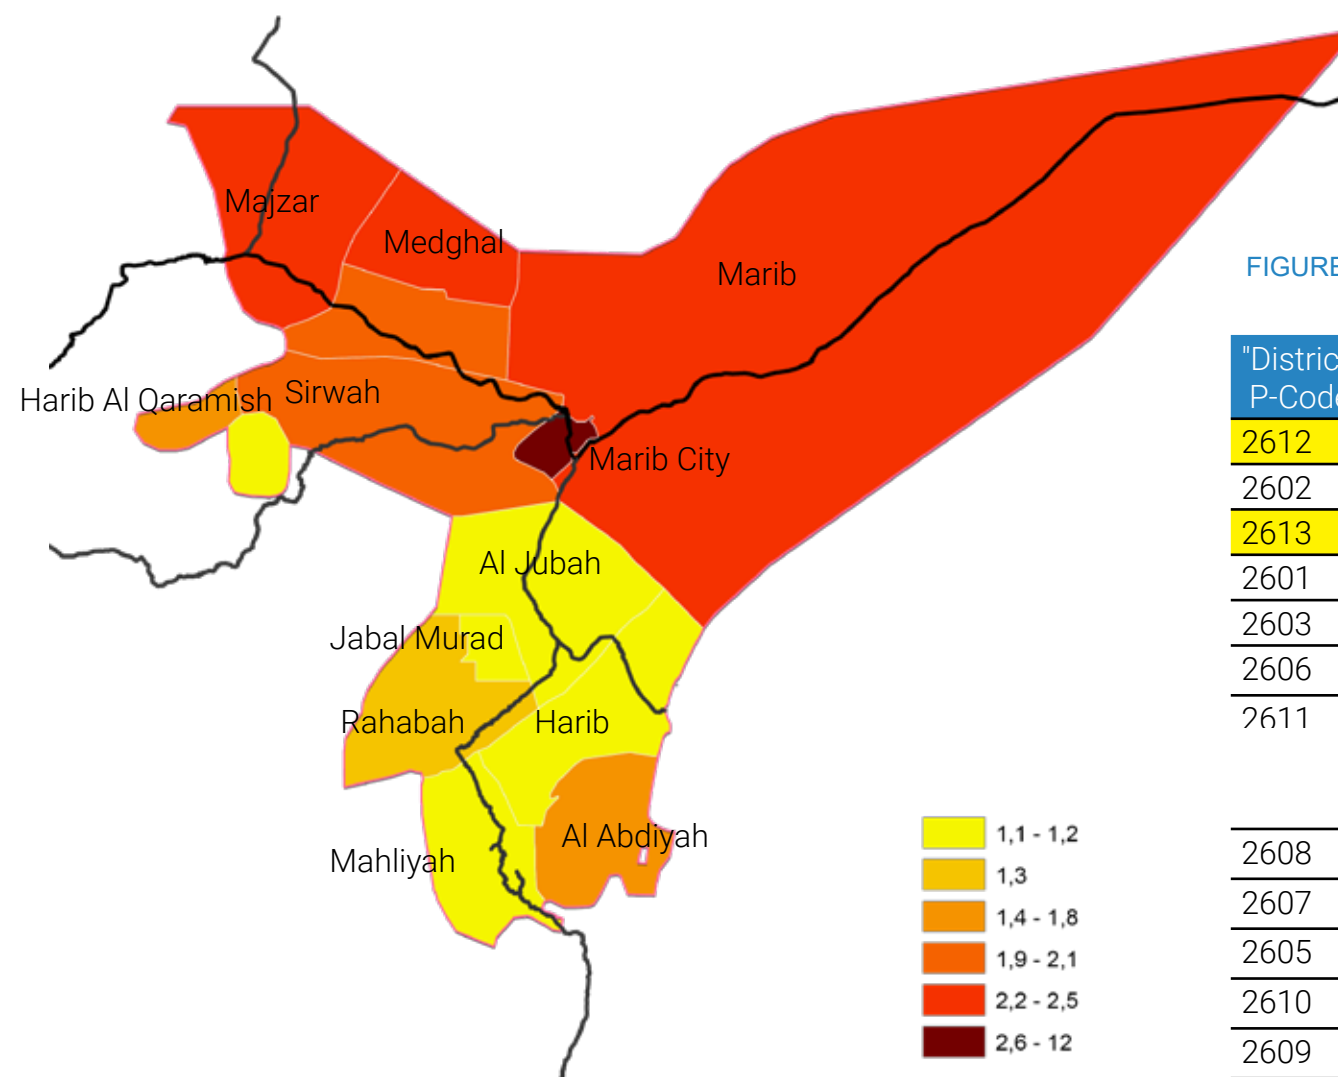 Majzar
Medghal
Marib
FIGURE
"Distric
P-Code
Harib Al Qaramish
Sirwah
2612
Marib City
2602
2613
Al Jubah
2601
Jabal Murad
2603
2606
Rahabah
Harib
2611
Al Abdiyah
Mahliyah
1,1 - 1,2
1,3
1,4 - 1,8
1,9 - 2,1
2,2 - 2,5
2,6 - 12
2608
2607
2605
2610
2609